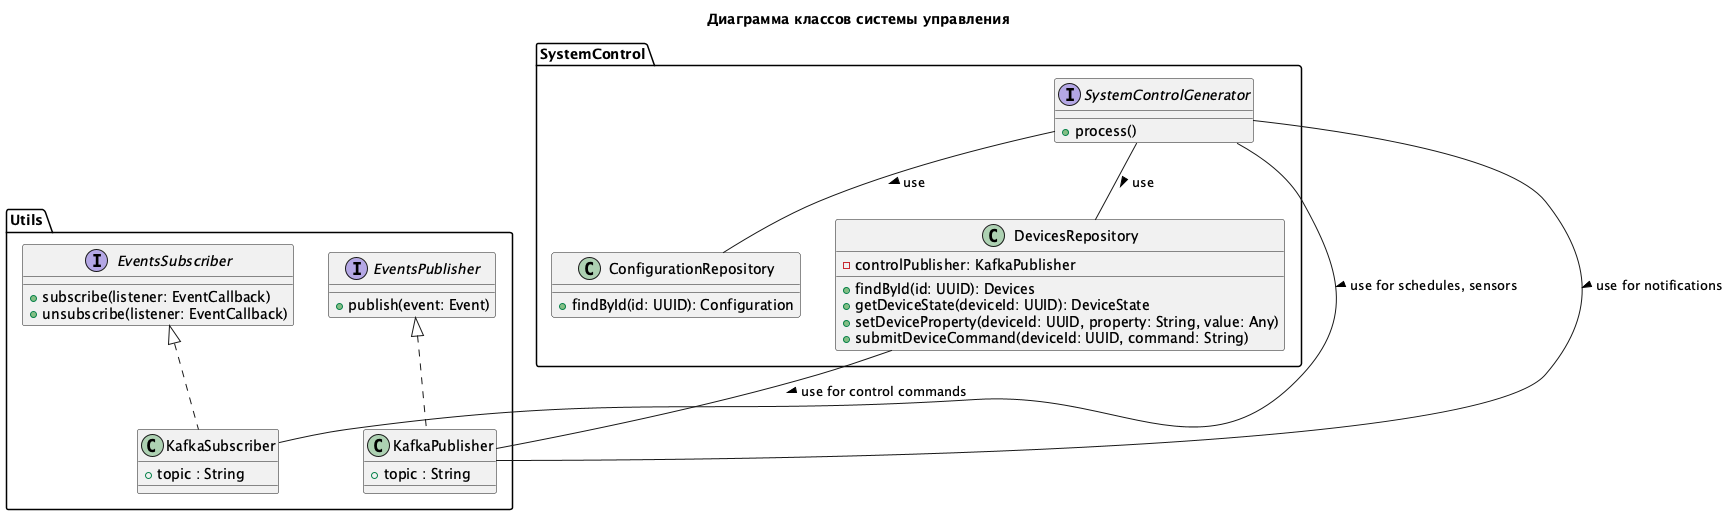 Диаграмма классов системы управления
SystemControl
SystemControlGenerator
process()
use
use
Utils
EventsSubscriber
subscribe(listener: EventCallback)
unsubscribe(listener: EventCallback)
EventsPublisher
publish(event: Event)
ConfigurationRepository
findById(id: UUID): Configuration
DevicesRepository
controlPublisher: KafkaPublisher
findById(id: UUID): Devices
getDeviceState(deviceId: UUID): DeviceState
setDeviceProperty(deviceId: UUID, property: String, value: Any)
submitDeviceCommand(deviceId: UUID, command: String)
use for schedules, sensors
use for notifications
use for control commands
KafkaSubscriber
topic : String
KafkaPublisher
topic : String